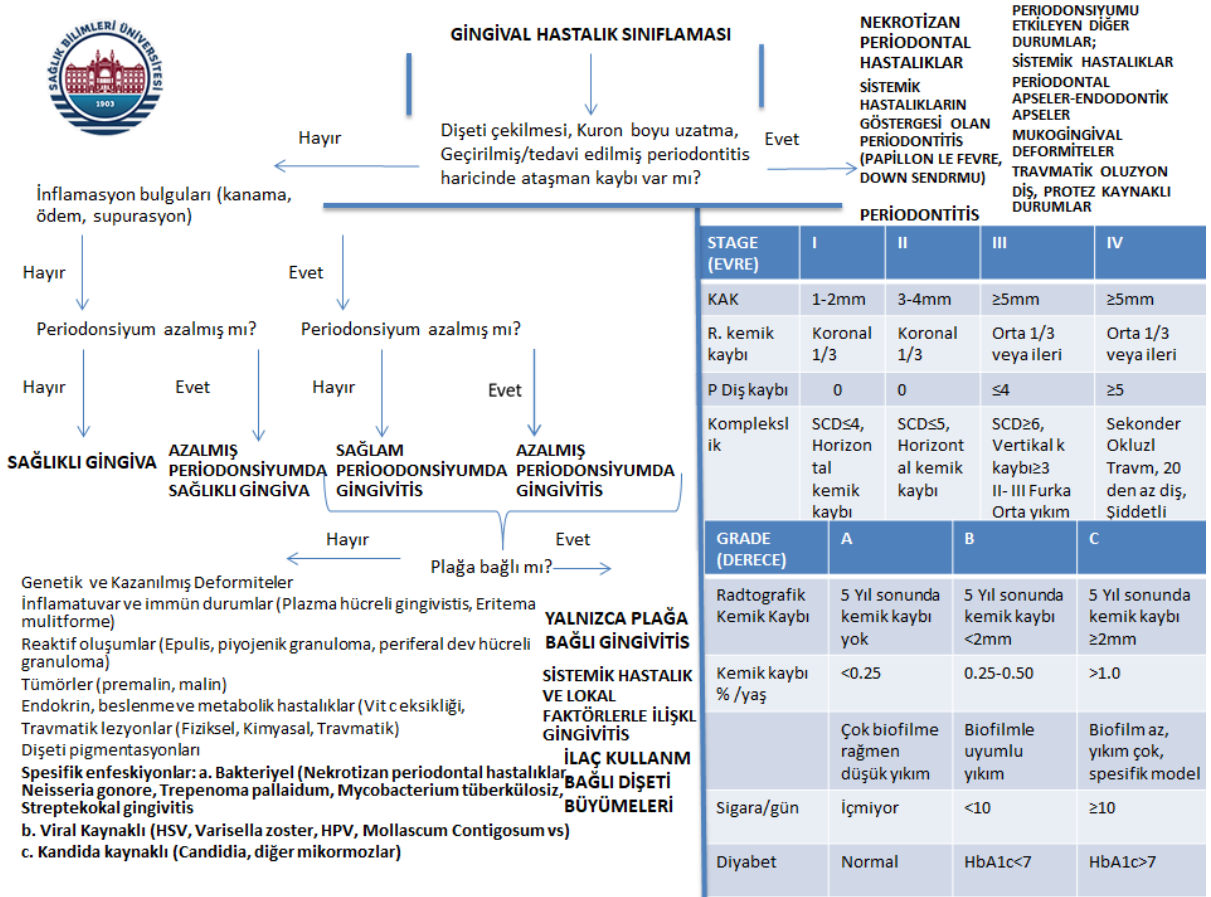 SAĞLIK BİLİMLERİ ÜNİVERSİTESİ
1903
GİNGİVAL HASTALIK SINIFLAMASI
Dişeti çekilmesi, Kuron boyu uzatma,
Geçirilmiş/tedavi edilmiş periodontitis
haricinde ataşman kaybı var mı?
Hayır
Evet
NEKROTİZAN
PERİODONTAL
HASTALIKLAR
SİSTEMİK
HASTALIKLARIN
GÖSTERGESİ OLAN
PERİODONTİTİS
(PAPİLLON LE FEVRE,
DOWN SENDRMU)
PERİODONTİTİS
PERİODONSİYUMU
ETKİLEYEN DİĞER
DURUMLAR;
SİSTEMİK HASTALIKLAR
PERİODONTAL
APSELER-ENDODONTİK
APSELER
MUKOGİNGİVAL
DEFORMİTELER
TRAVMATİK OLUZYON
DİŞ, PROTEZ KAYNAKLI
DURUMLAR
İnflamasyon bulguları (kanama,
ödem, supurasyon)
Hayır
Evet
Periodonsiyum azalmış mı?
Periodonsiyum azalmış mı?
Hayır
Evet
Hayır
Evet
SAĞLIKLI GİNGİVA
AZALMIŞ
PERİODONSİYUMDA
SAĞLIKLI GİNGİVA
SAĞLAM
PERİOODONSİYUMDA
GİNGİVİTİS
AZALMIŞ
PERİODONSİYUMDA
GİNGİVİTİS
Hayır
Evet
Plağa bağlı mı?
Genetik ve Kazanılmış Deformiteler
İnflamatuvar ve immün durumlar (Plazma hücreli gingivistis, Eritema
mulitforme)
Reaktif oluşumlar (Epulis, piyojenik granuloma, periferal dev hücreli
granuloma)
Tümörler (premalin, malin)
Endokrin, beslenme ve metabolik hastalıklar (Vit c eksikliği,
Travmatik lezyonlar (Fiziksel, Kimyasal, Travmatik)
Dişeti pigmentasyonları
Spesifik enfeskiyonlar: a. Bakteriyel (Nekrotizan periodontal hastalıklar,
Neisseria gonore, Trepenoma pallaidum, Mycobacterium tüberkülosiz,
Streptekokal gingivitis
b. Viral Kaynaklı (HSV, Varisella zoster, HPV, Mollascum Contigosum vs)
c. Kandida kaynaklı (Candidia, diğer mikormozlar)
YALNIZCA PLAĞA
BAĞLI GİNGİVİTİS
SİSTEMİK HASTALIK
VE LOKAL
FAKTÖRLERLE İLİŞKL
GİNGİVİTİS
İLAÇ KULLANM
BAĞLI DİŞETİ
BÜYÜMELERİ
STAGE (EVRE) I II III IV
KAK 1-2mm 3-4mm ≥5mm ≥5mm
R. kemik Koronal Koronal Orta 1/3 Orta 1/3
kaybı 1/3 1/3 veya ileri veya ileri
P Diş kaybı 0 0 ≤4 ≥5
Kompleksl SCD≤4, SCD≤5, SCD≥6, Sekonder
ik Horizon Horizont Vertikal k Okluzl
tal al kemik kaybı≥3 Travm, 20
kemik kaybı II- III Furka den az diş,
kaybı Orta yıkım Şiddetli
GRADE (DERECE) A B C
Radtografik 5 Yıl sonunda 5 Yıl sonunda 5 Yıl sonunda
Kemik Kaybı kemik kaybı kemik kaybı kemik kaybı
yok <2mm ≥2mm
Kemik kaybı <0.25 0.25-0.50 >1.0
% /yaş
Çok biofilme Biofilmle Biofilm az,
rağmen uyumlu yıkım çok,
düşük yıkım yıkım spesifik model
Sigara/gün İçmiyor <10 ≥10
Diyabet Normal HbA1c<7 HbA1c>7